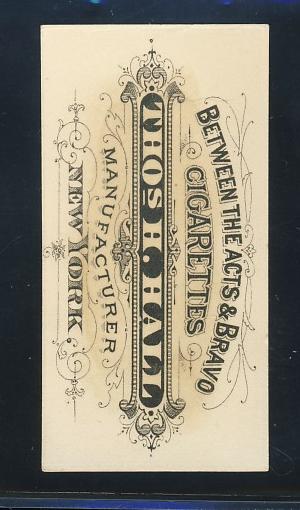 BETWEEN THE ACTS & BRAVO
CIGARETTES
THOS H. HALL
MANUFACTURER
NEW YORK.